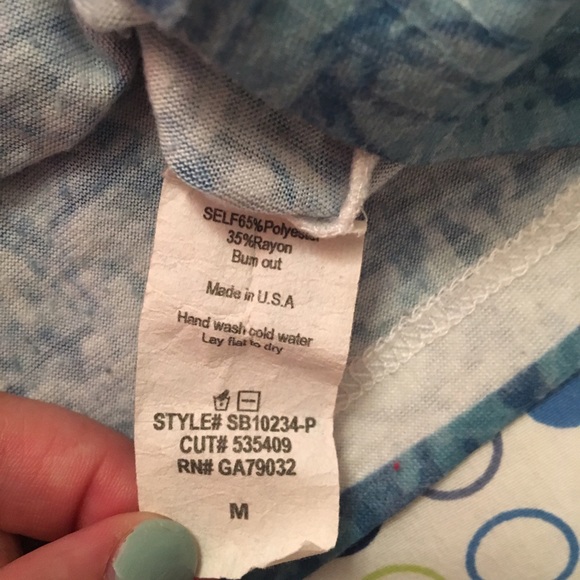 SELF65%Polyester
35%Rayon
Burn out
Made in U.S.A
Hand wash cold water
Lay flat to dry
STYLE# SB10234-P
CUT# 535409
RN# GA79032
M